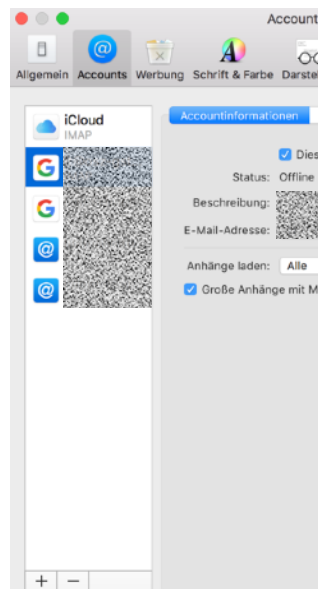 Account
Allgemein Accounts Werbung Schrift & Farbe Darstel
iCloud
IMAP
Accountinformationen
Dies
Status: Offline
Beschreibung:
E-Mail-Adresse:
Anhänge laden: Alle
Große Anhänge mit M